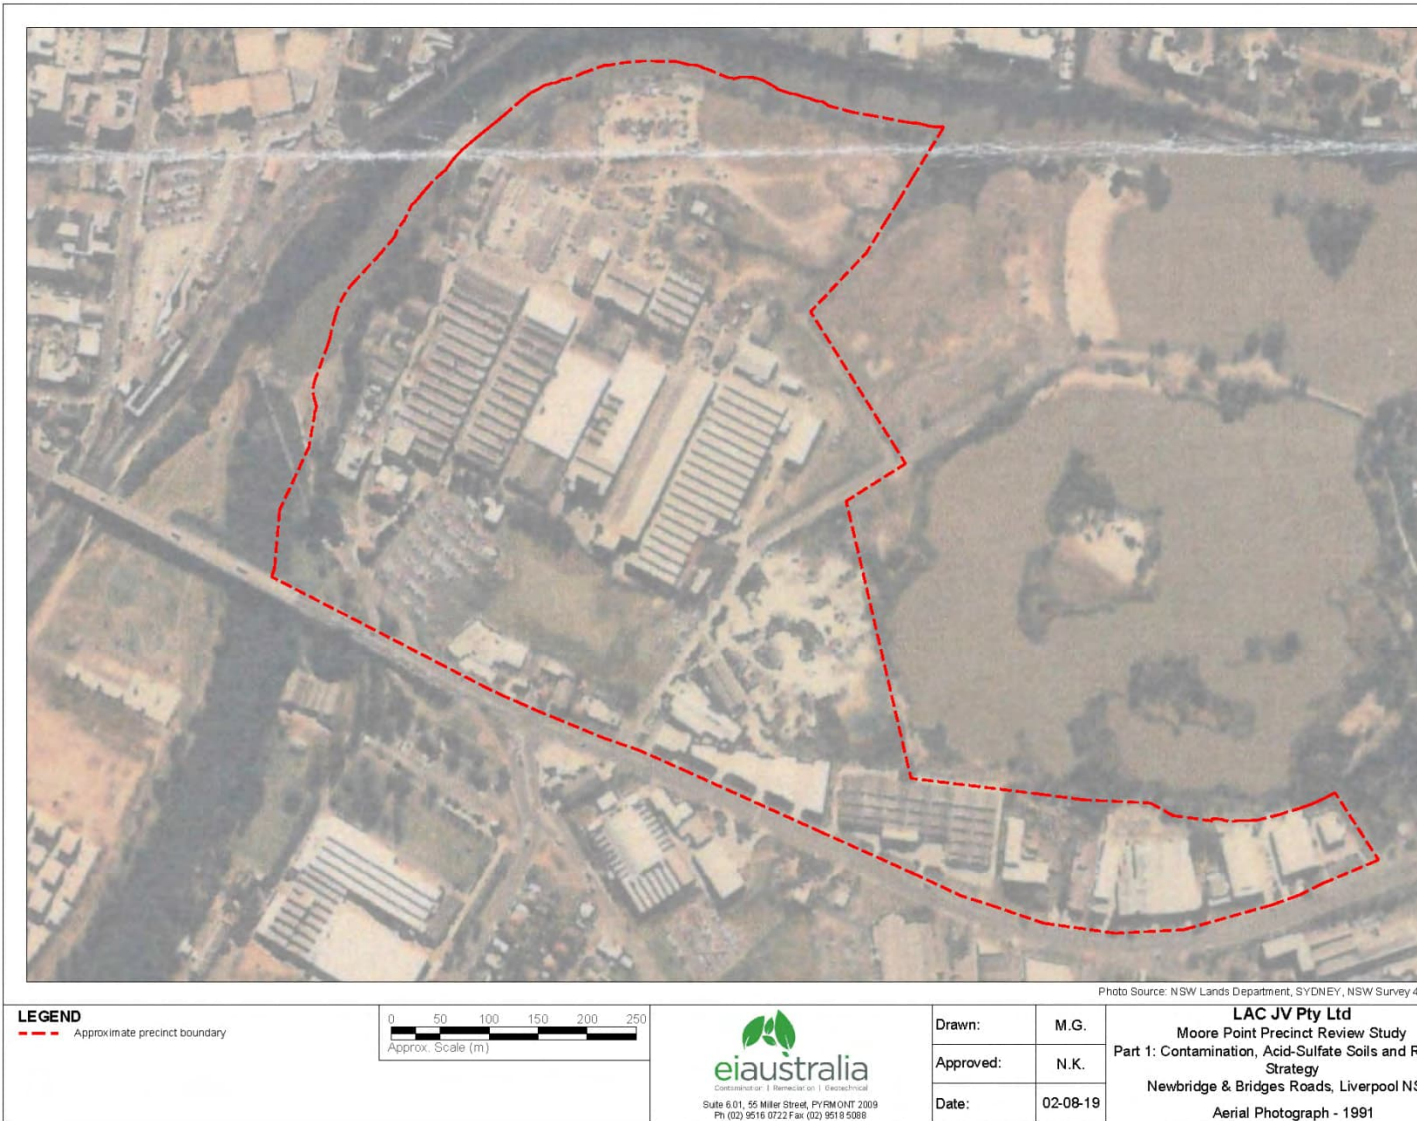 Photo Source: NSW Lands Department, SYDNEY, NSW Survey 4
LEGEND
Approximate precinct boundary
0 50 100 150 200 250
Approx. Scale (m)
eiaustralia
Contamination | Remediation | Geotechnical
Suite 6.01, 55 Miller Street, PYRMONT 2009
Ph (02) 9516 0722 Fax (02) 9518 5088
Drawn: M.G.
Approved: N.K.
Date: 02-08-19
LAC JV Pty Ltd
Moore Point Precinct Review Study
Part 1: Contamination, Acid-Sulfate Soils and R
Strategy
Newbridge & Bridges Roads, Liverpool NS
Aerial Photograph - 1991